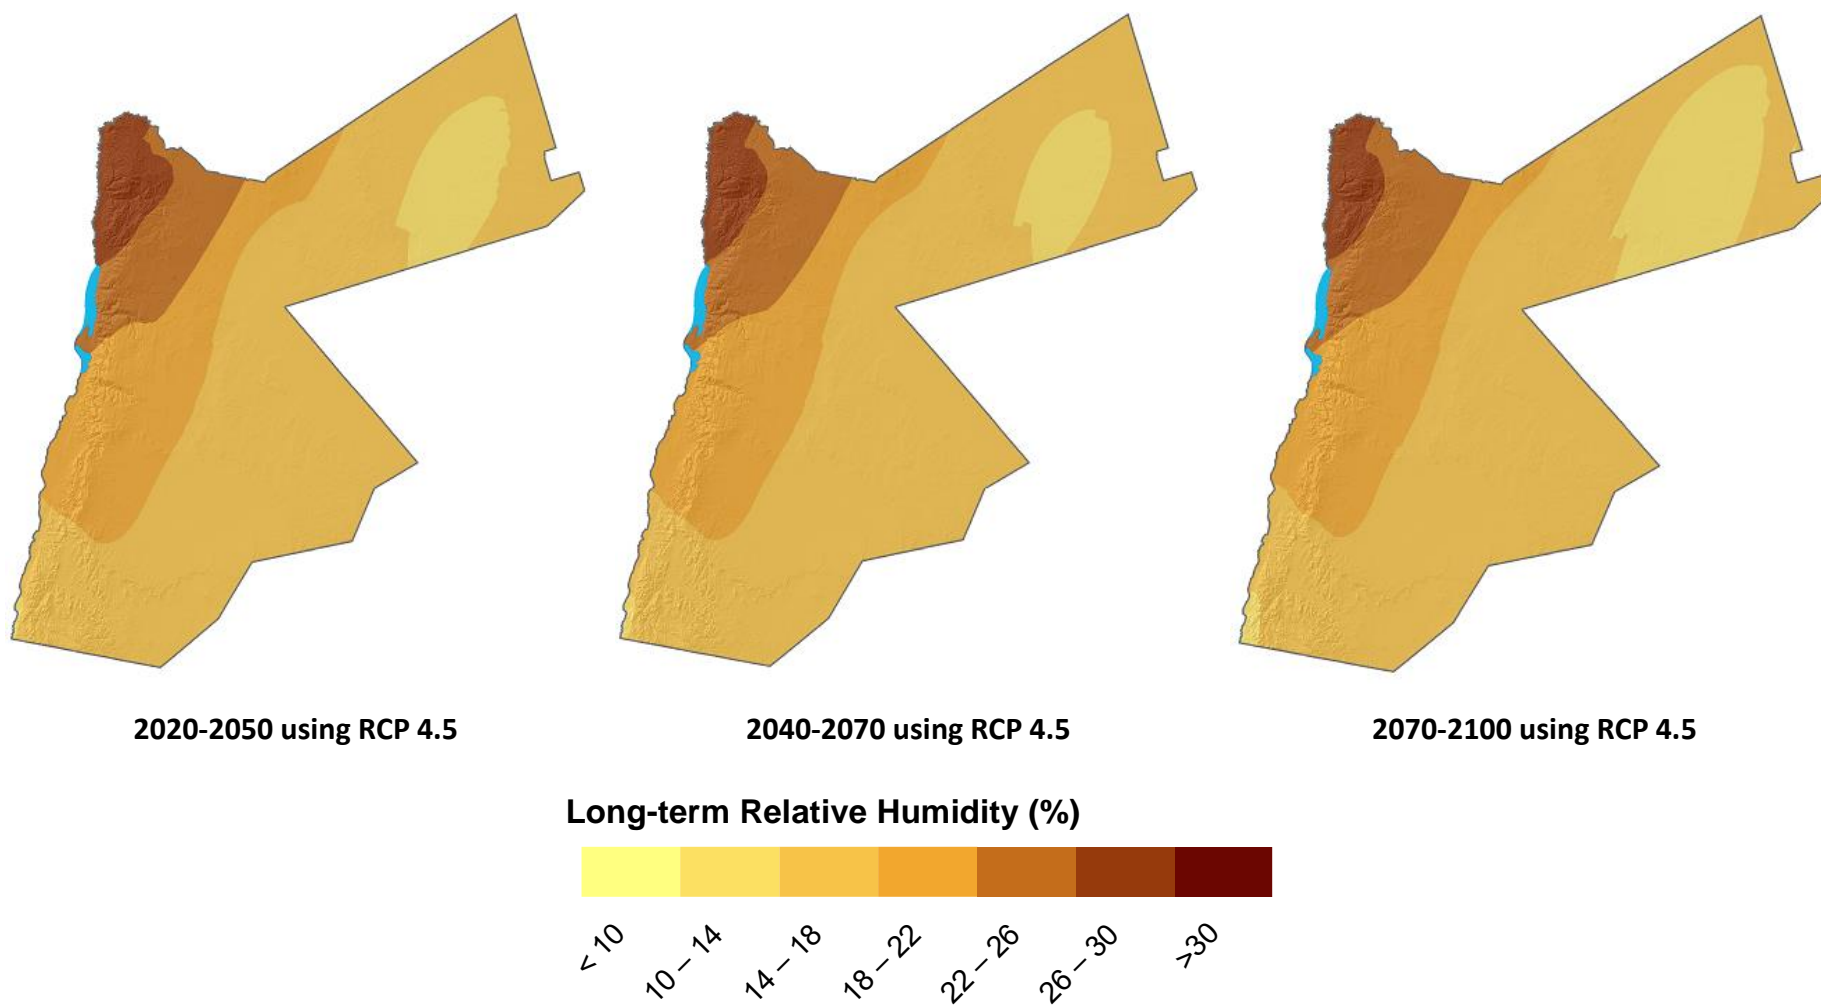 2020-2050 using RCP 4.5
2040-2070 using RCP 4.5
2070-2100 using RCP 4.5
Long-term Relative Humidity (%)
< 10
10 – 14
14 – 18
18 – 22
22 – 26
26 – 30
>30